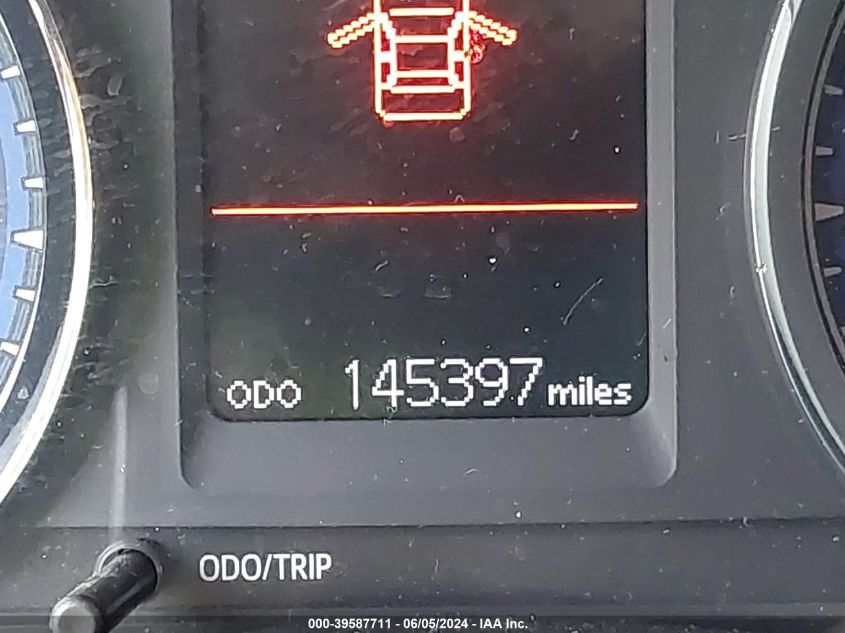 ODO 145397 miles
ODO/TRIP
000-39587711 - 06/05/2024 - IAA Inc.